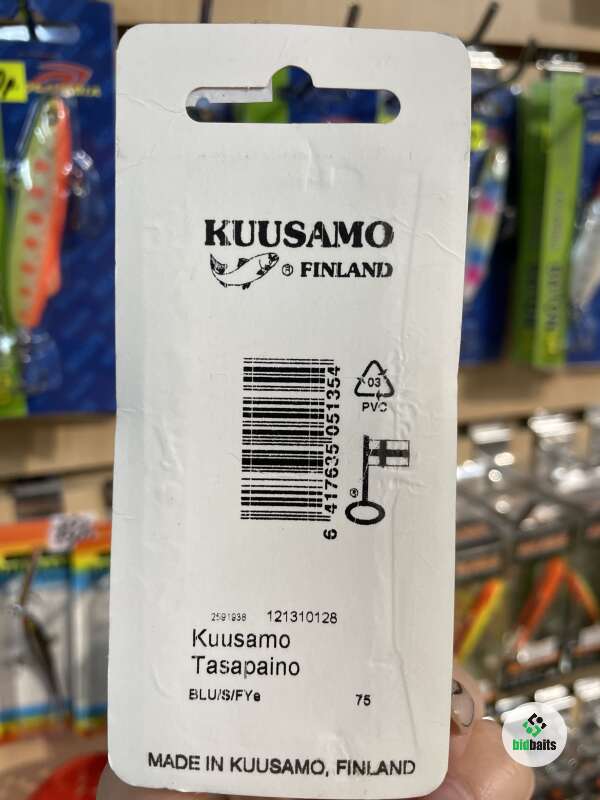 KUUSAMO
® FINLAND
03
PVC
6 417635 051354
®
2591938 121310128
Kuusamo
Tasapaino
BLU/S/FYe 75
MADE IN KUUSAMO, FINLAND
bidbaits